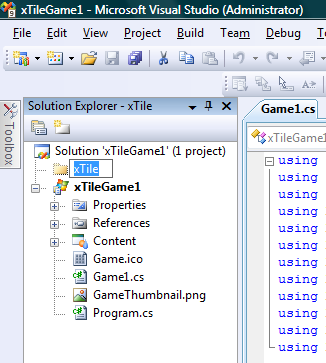 xTileGame1 - Microsoft Visual Studio (Administrator)
File Edit View Project Build Team Debug
Solution Explorer - xTile
Game1.cs
Toolbox
xTileGame1
Solution 'xTileGame1' (1 project)
xTile
xTileGame1
Properties
References
Content
Game.ico
Game1.cs
GameThumbnail.png
Program.cs
using
using
using
using
using
using
using
using
using
using
using
using